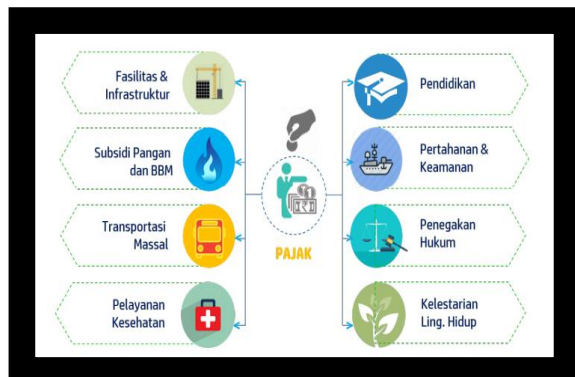 Fasilitas &
Infrastruktur
Subsidi Pangan
dan BBM
Transportasi
Massal
Pelayanan
Kesehatan
PAJAK
Pendidikan
Pertahanan &
Keamanan
Penegakan
Hukum
Kelestarian
Ling. Hidup